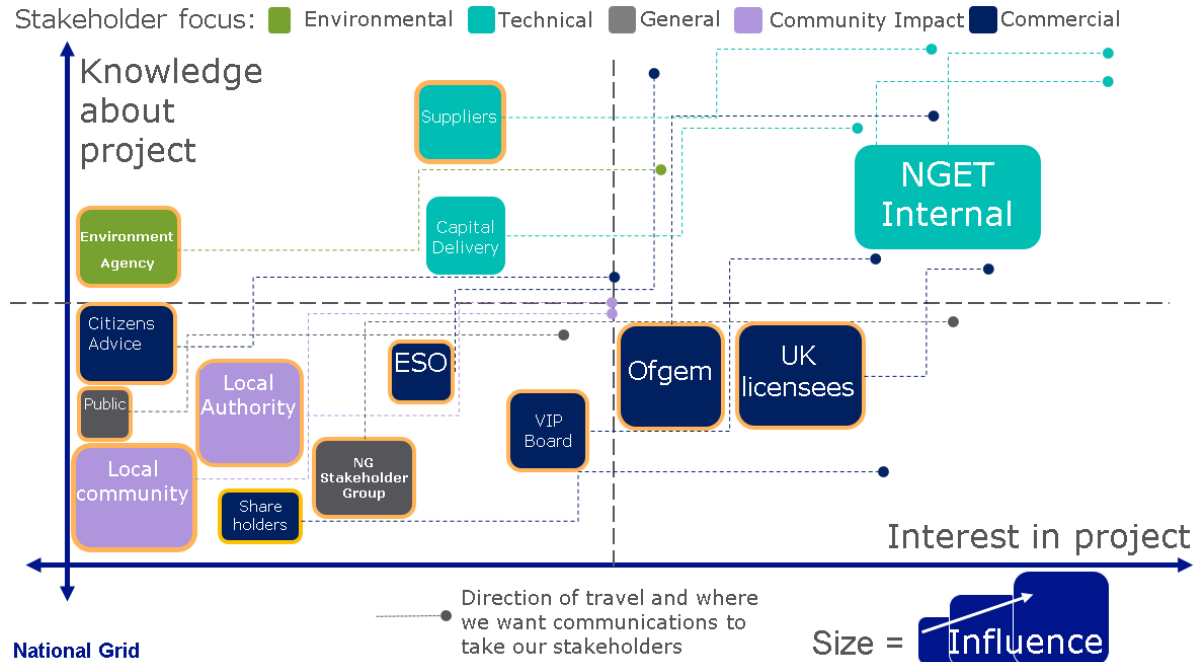 Stakeholder focus: Environmental Technical General Community Impact Commercial
Knowledge
about
project
Suppliers
NGET
Internal
Environment
Agency
Capital
Delivery
Citizens
Advice
ESO
Ofgem
UK
licensees
Public
Local
Authority
VIP
Board
Local
community
NG
Stakeholder
Group
Share
holders
Interest in project
Direction of travel and where
we want communications to
take our stakeholders
Size = Influence
National Grid